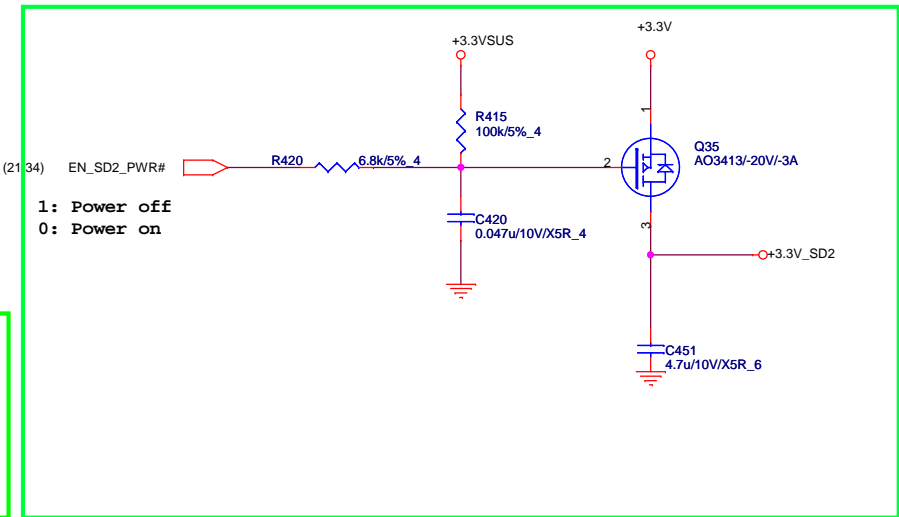 +3.3VSUS
+3.3V
R415
100k/5%_4
1
Q35
AO3413/-20V/-3A
(21,34) EN_SD2_PWR#
R420
6.8k/5%_4
2
1: Power off
0: Power on
C420
0.047u/10V/X5R_4
3
+3.3V_SD2
C451
4.7u/10V/X5R_6